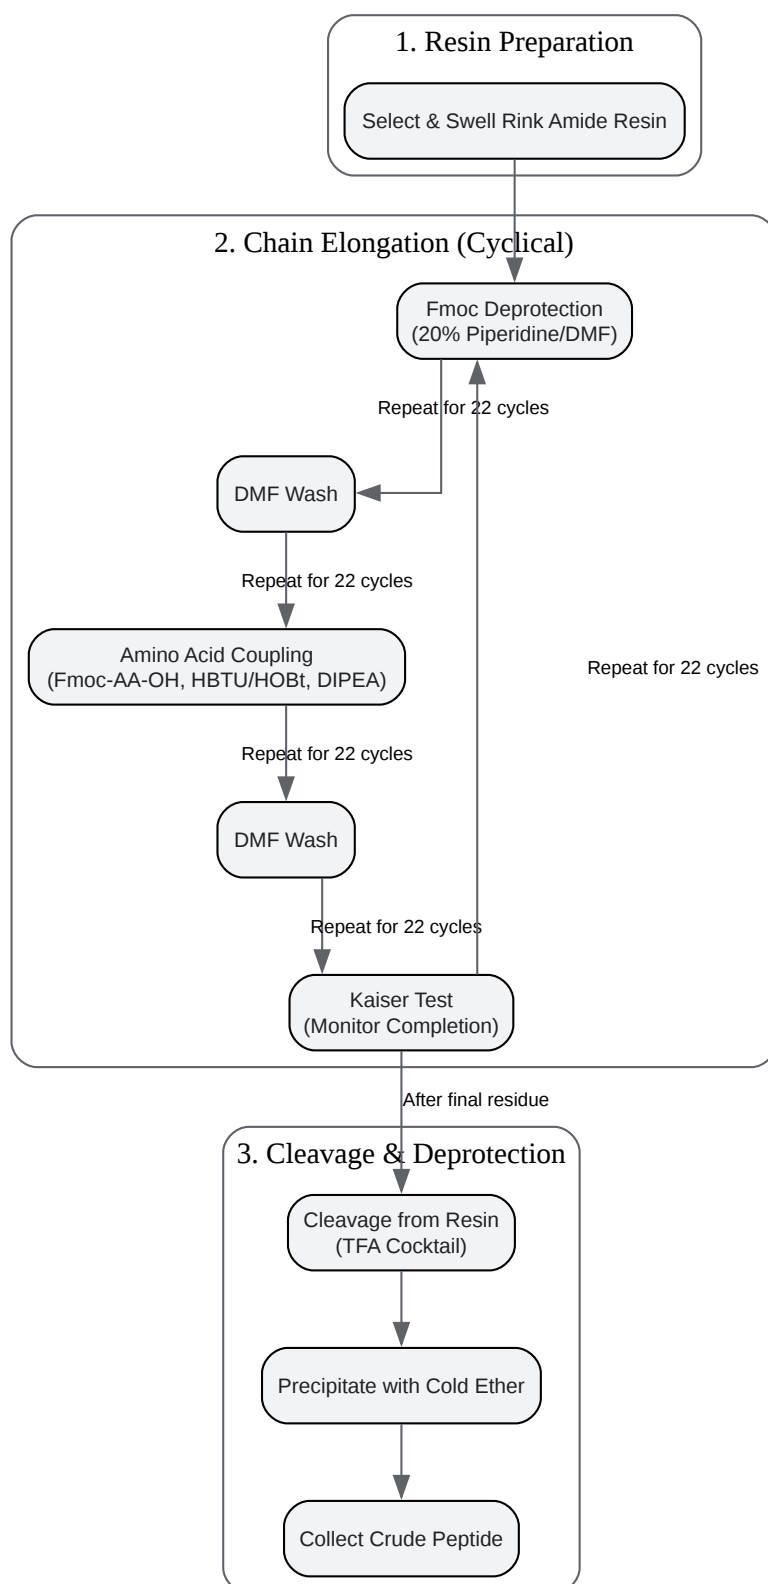 1. Resin Preparation
Select & Swell Rink Amide Resin
2. Chain Elongation (Cyclical)
Fmoc Deprotection
(20% Piperidine/DMF)
Repeat for 22 cycles
DMF Wash
Repeat for 22 cycles
Amino Acid Coupling
(Fmoc-AA-OH, HBTU/HOBt, DIPEA)
Repeat for 22 cycles
Repeat for 22 cycles
DMF Wash
Repeat for 22 cycles
Kaiser Test
(Monitor Completion)
After final residue
3. Cleavage & Deprotection
Cleavage from Resin
(TFA Cocktail)
Precipitate with Cold Ether
Collect Crude Peptide